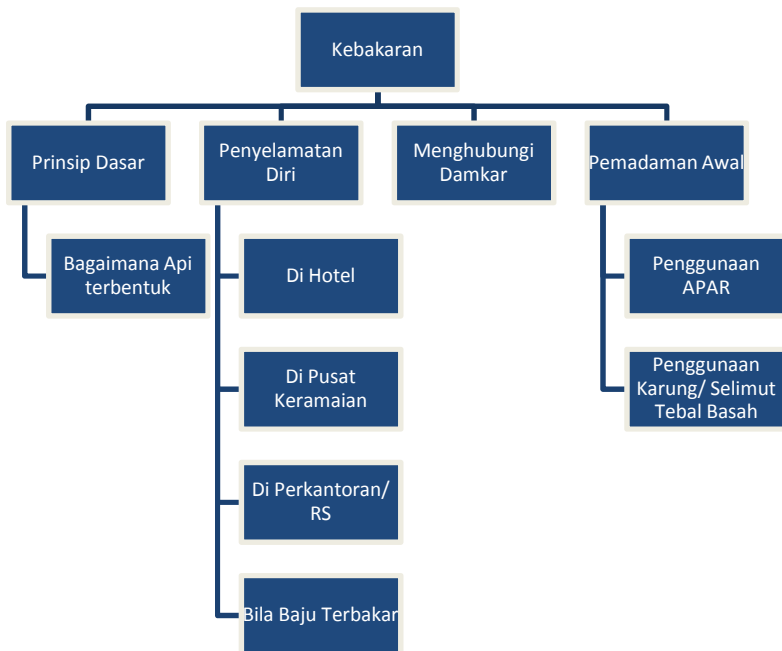 Kebakaran
Prinsip Dasar
Bagaimana Api
terbentuk
Penyelamatan
Diri
Di Hotel
Di Pusat
Keramaian
Di Perkantoran/
RS
Bila Baju Terbakar
Menghubungi
Damkar
Pemadaman Awal
Penggunaan
APAR
Penggunaan
Karung/ Selimut
Tebal Basah